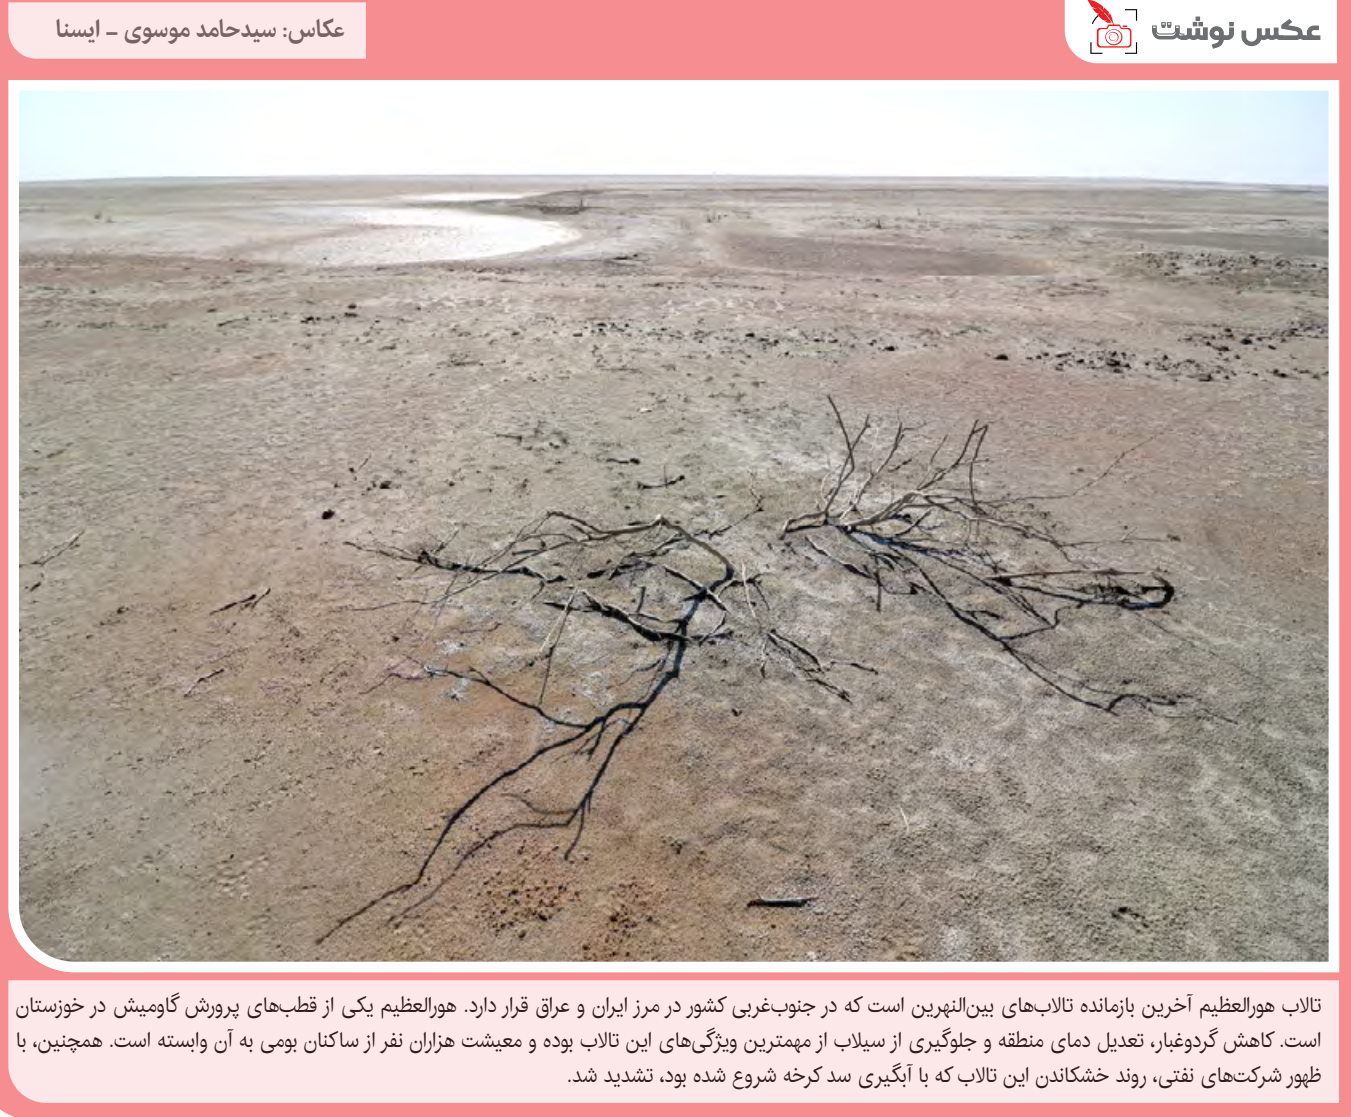 عکس نوشت
عکاس: سیدحامد موسوی - ایسنا
تالاب هورالعظیم آخرین بازمانده تالاب‌های بین‌النهرین است که در جنوب‌غربی کشور در مرز ایران و عراق قرار دارد. هورالعظیم یکی از قطب‌های پرورش گاومیش در خوزستان
است. کاهش گردوغبار، تعدیل دمای منطقه و جلوگیری از سیلاب از مهمترین ویژگی‌های این تالاب بوده و معیشت هزاران نفر از ساکنان بومی به آن وابسته است. همچنین، با
ظهور شرکت‌های نفتی، روند خشکاندن این تالاب که با آبگیری سد کرخه شروع شده بود، تشدید شد.